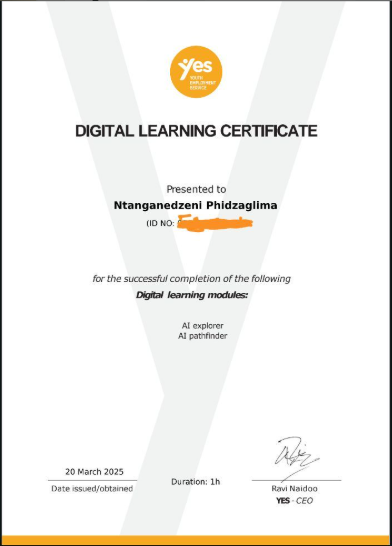 yes
YOUTH
EMPLOYMENT
SERVICE
DIGITAL LEARNING CERTIFICATE
Presented to
Ntanganedzeni Phidzaglima
(ID NO:
for the successful completion of the following
Digital learning modules:
AI explorer
AI pathfinder
20 March 2025
Date issued/obtained
Duration: 1h
Ravi Naidoo
YES - CEO